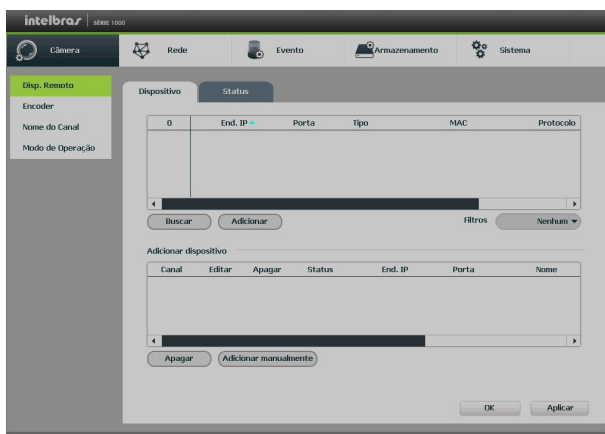 intelbras SÉRIE 1000
Câmera Rede Evento Armazenamento Sistema
Disp. Remoto
Encoder
Nome do Canal
Modo de Operação
Dispositivo Status
0 End. IP Porta Tipo MAC Protocolo
Buscar Adicionar Filtros Nenhum
Adicionar dispositivo
Canal Editar Apagar Status End. IP Porta Nome
Apagar Adicionar manualmente
OK Aplicar